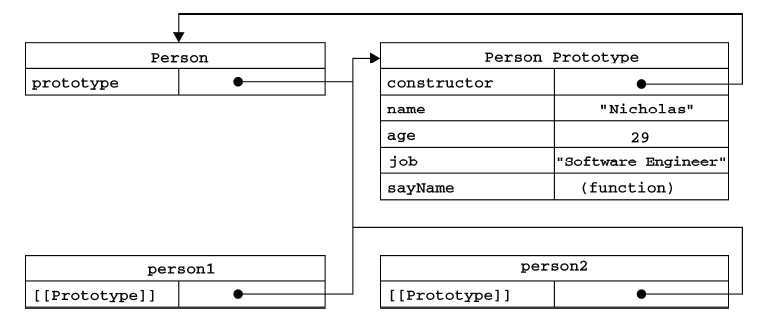 Person
prototype
Person Prototype
constructor
name "Nicholas"
age 29
job "Software Engineer"
sayName (function)
person1
[[Prototype]]
person2
[[Prototype]]